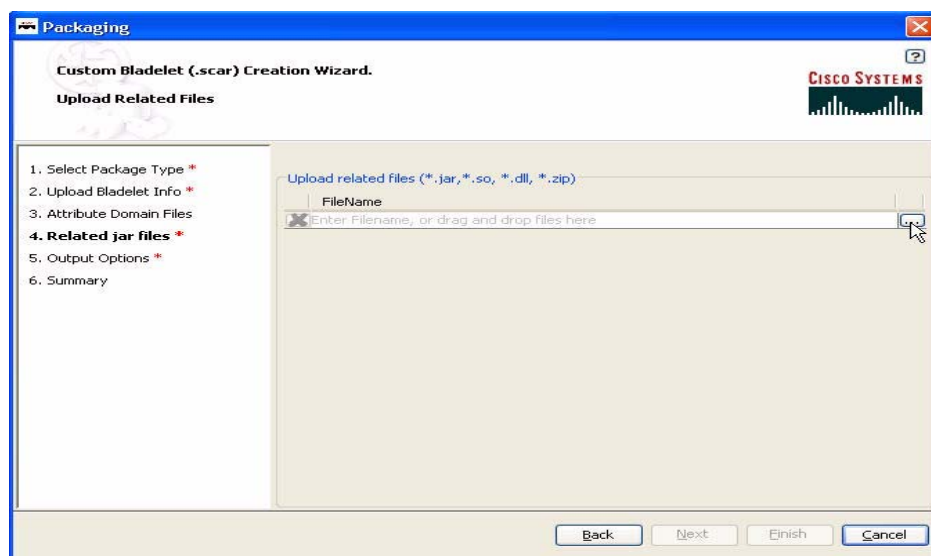 Packaging
Custom Bladelet (.scar) Creation Wizard.
Upload Related Files
?
CISCO SYSTEMS
1. Select Package Type *
2. Upload Bladelet Info *
3. Attribute Domain Files
4. Related jar files *
5. Output Options *
6. Summary
Upload related files (*.jar,*.so, *.dll, *.zip)
FileName
Enter Filename, or drag and drop files here
...
Back Next Finish Cancel